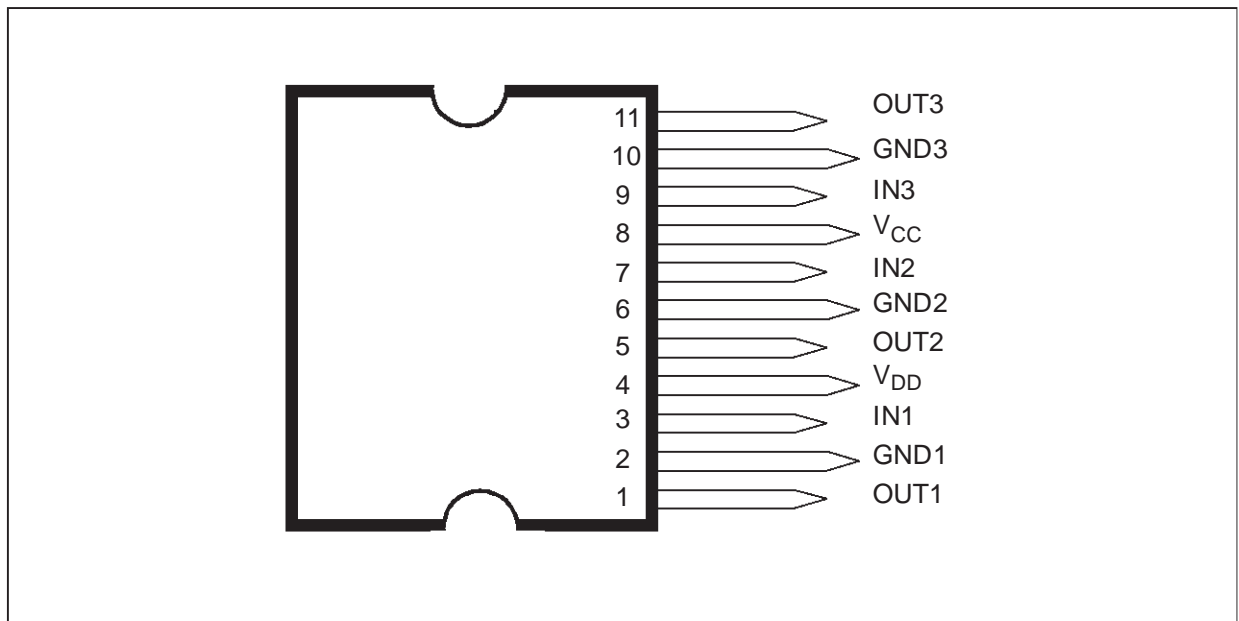 11 OUT3
10 GND3
9 IN3
8 VCC
7 IN2
6 GND2
5 OUT2
4 VDD
3 IN1
2 GND1
1 OUT1